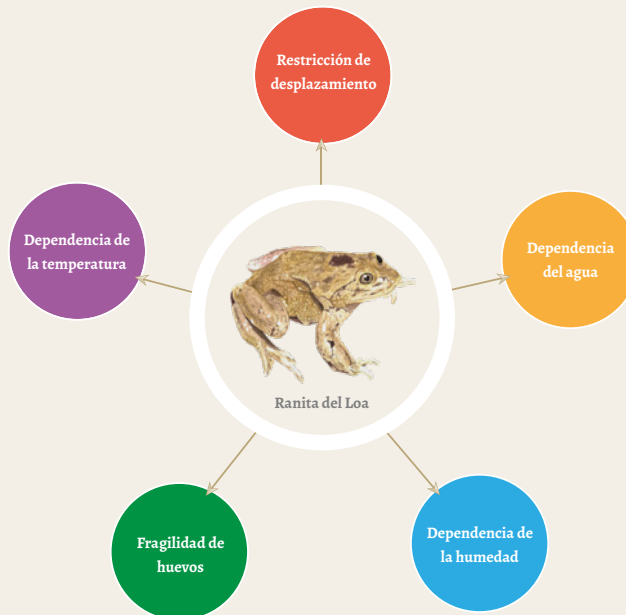 Restricción de
desplazamiento
Dependencia de
la temperatura
Dependencia
del agua
Ranita del Loa
Fragilidad de
huevos
Dependencia de
la humedad